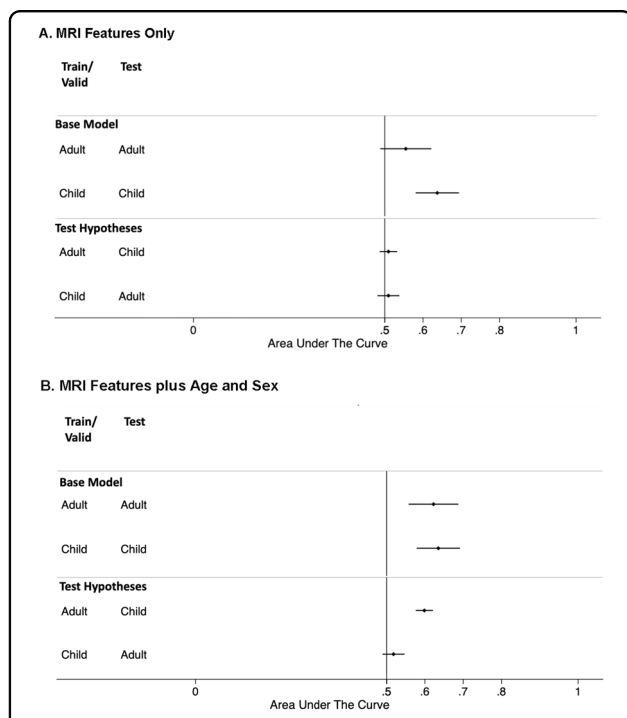 A. MRI Features Only
Train/ Test
Valid
Base Model
Adult Adult
Child Child
Test Hypotheses
Adult Child
Child Adult
0 .5 .6 .7 .8 1
Area Under The Curve
B. MRI Features plus Age and Sex
Train/ Test
Valid
Base Model
Adult Adult
Child Child
Test Hypotheses
Adult Child
Child Adult
0 .5 .6 .7 .8 1
Area Under The Curve